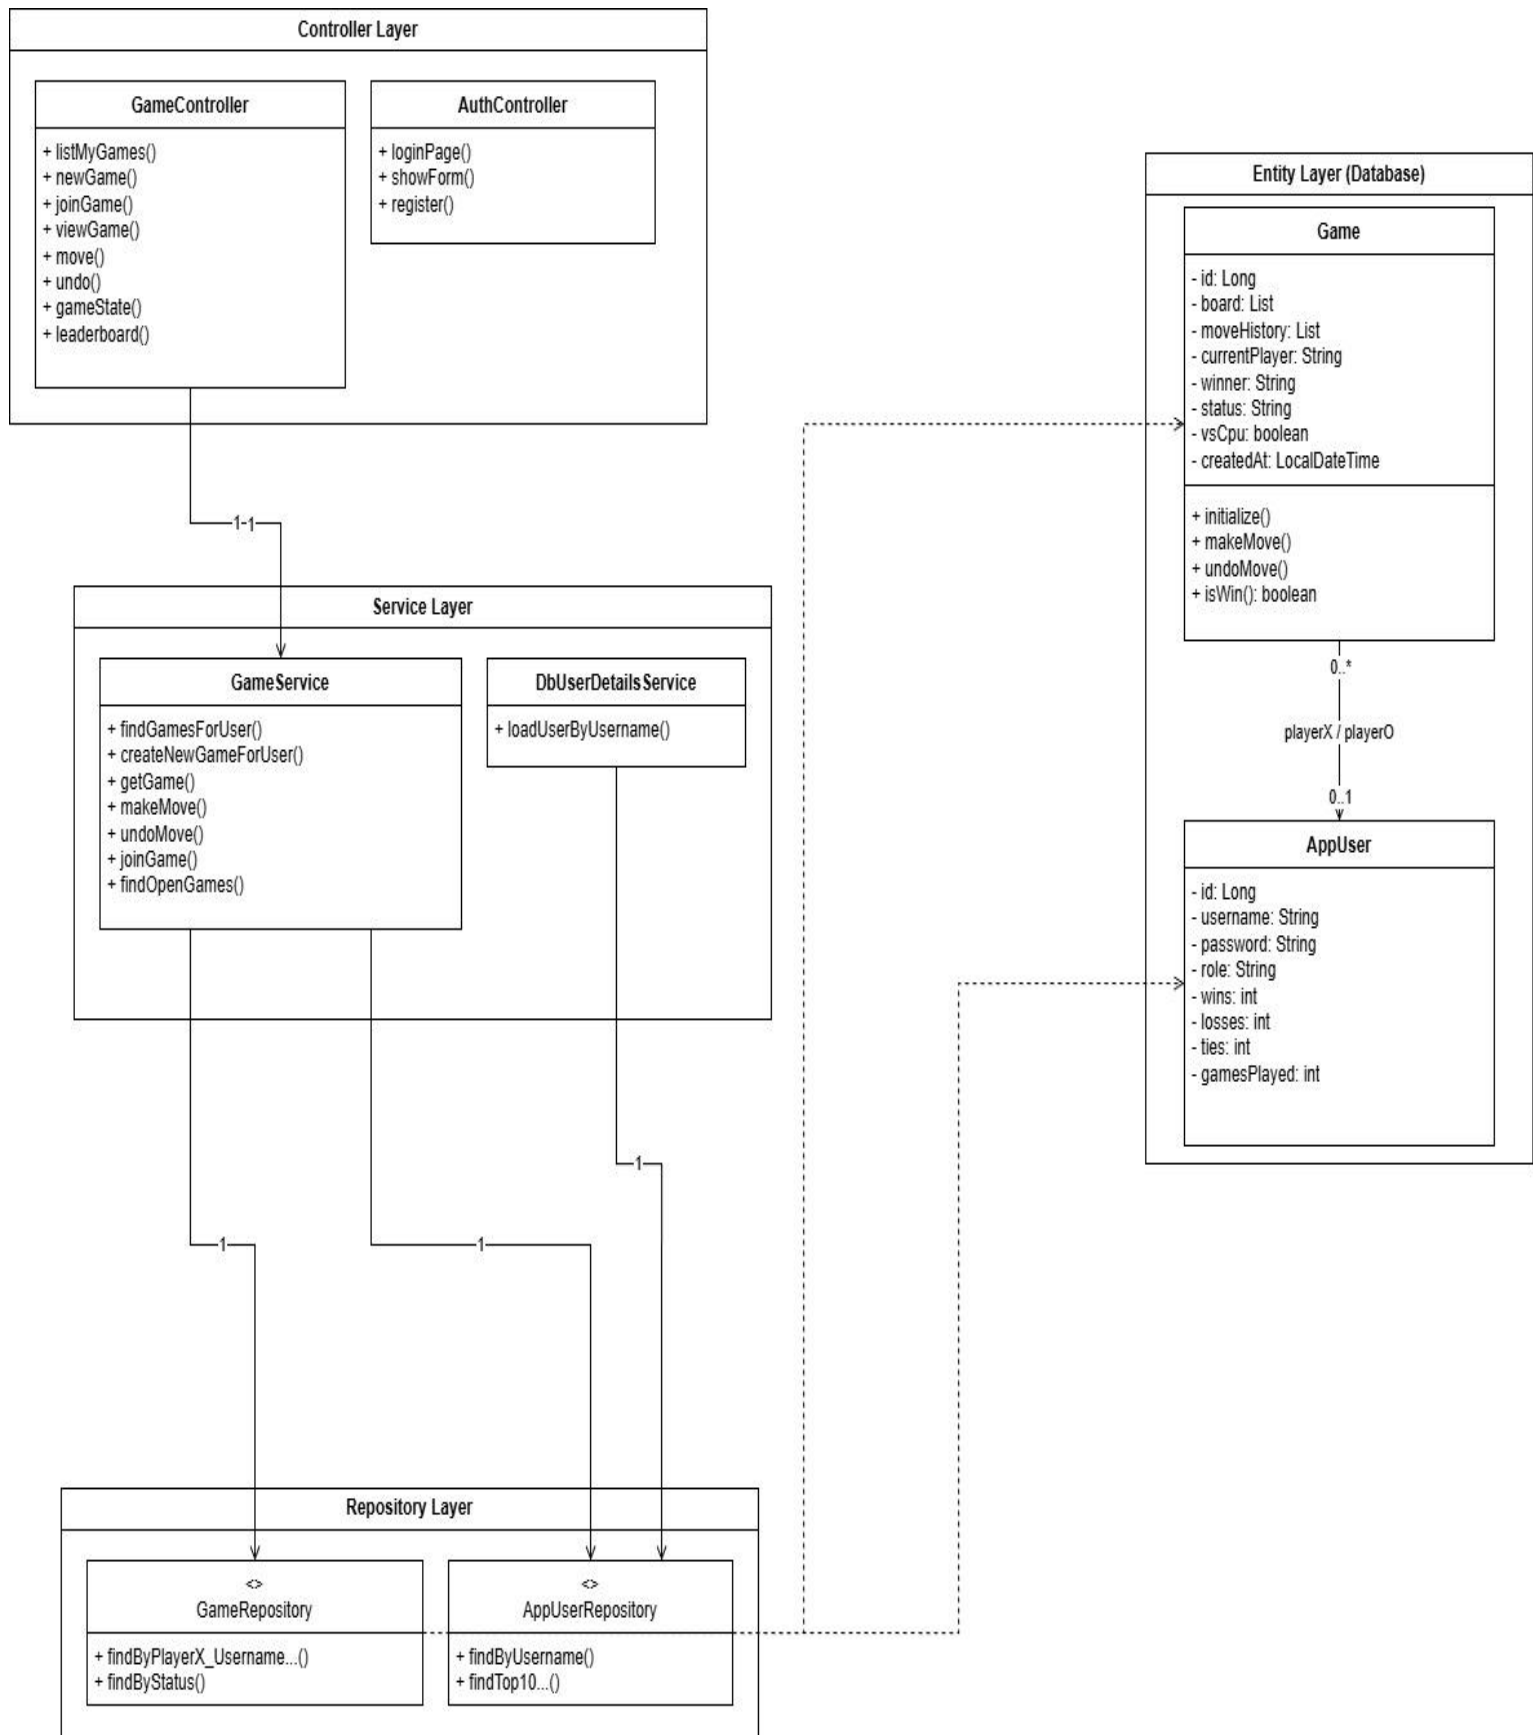 Controller Layer
GameController
+ listMyGames()
+ newGame()
+ joinGame()
+ viewGame()
+ move()
+ undo()
+ gameState()
+ leaderboard()
AuthController
+ loginPage()
+ showForm()
+ register()
1-1
Service Layer
GameService
+ findGamesForUser()
+ createNewGameForUser()
+ getGame()
+ makeMove()
+ undoMove()
+ joinGame()
+ findOpenGames()
DbUserDetailsService
+ loadUserByUsername()
1
1
1
Repository Layer
<>
GameRepository
+ findByPlayerX_Username...()
+ findByStatus()
<>
AppUserRepository
+ findByUsername()
+ findTop10...()
Entity Layer (Database)
Game
- id: Long
- board: List
- moveHistory: List
- currentPlayer: String
- winner: String
- status: String
- vsCpu: boolean
- createdAt: LocalDateTime
+ initialize()
+ makeMove()
+ undoMove()
+ isWin(): boolean
0..*
playerX / playerO
0..1
AppUser
- id: Long
- username: String
- password: String
- role: String
- wins: int
- losses: int
- ties: int
- gamesPlayed: int